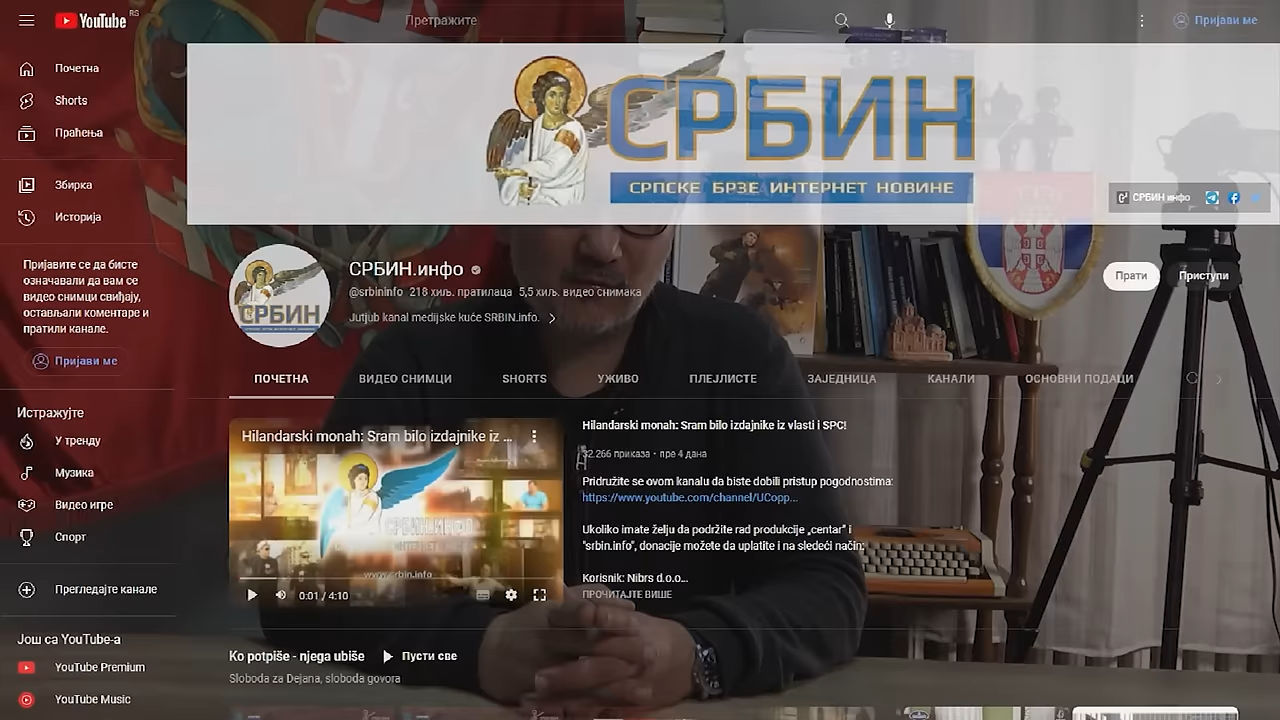 YouTube RS
Претражите
Пријави ме
Почетна
Shorts
Праћења
Збирка
Историја
Пријавите се да бисте
означавали да вам се
видео снимци свиђају,
остављали коментаре и
пратили канале.
Пријави ме
Истражујте
У тренду
Музика
Видео игре
Спорт
Прегледајте канале
Још са YouTube-а
YouTube Premium
YouTube Music
СРБИН
СРПСКЕ БРЗЕ ИНТЕРНЕТ НОВИНЕ
СРБИН инфо
СРБИН
СРБИН.инфо
@srbininfo 218 хиљ. пратилаца 5,5 хиљ. видео снимака
Jutjub kanal medijske kuće SRBIN.info.
Прати
Приступи
ПОЧЕТНА ВИДЕО СНИМЦИ SHORTS УЖИВО ПЛЕЈЛИСТЕ ЗАЈЕДНИЦА КАНАЛИ ОСНОВНИ ПОДАЦИ
Hilandarski monah: Sram bilo izdajnike iz ...
www.srbin.info
0:01 / 4:10
Hilandarski monah: Sram bilo izdajnike iz vlasti i SPC!
32.266 приказа • пре 4 дана
Pridružite se ovom kanalu da biste dobili pristup pogodnostima:
https://www.youtube.com/channel/UCopp...
Ukoliko imate želju da podržite rad produkcije „centar" i
"srbin.info", donacije možete da uplatite i na sledeći način:
Korisnik: Nibrs d.o.o...
ПРОЧИТАЈТЕ ВИШЕ
Ko potpiše - njega ubiše
Пусти све
Sloboda za Dejana, sloboda govora